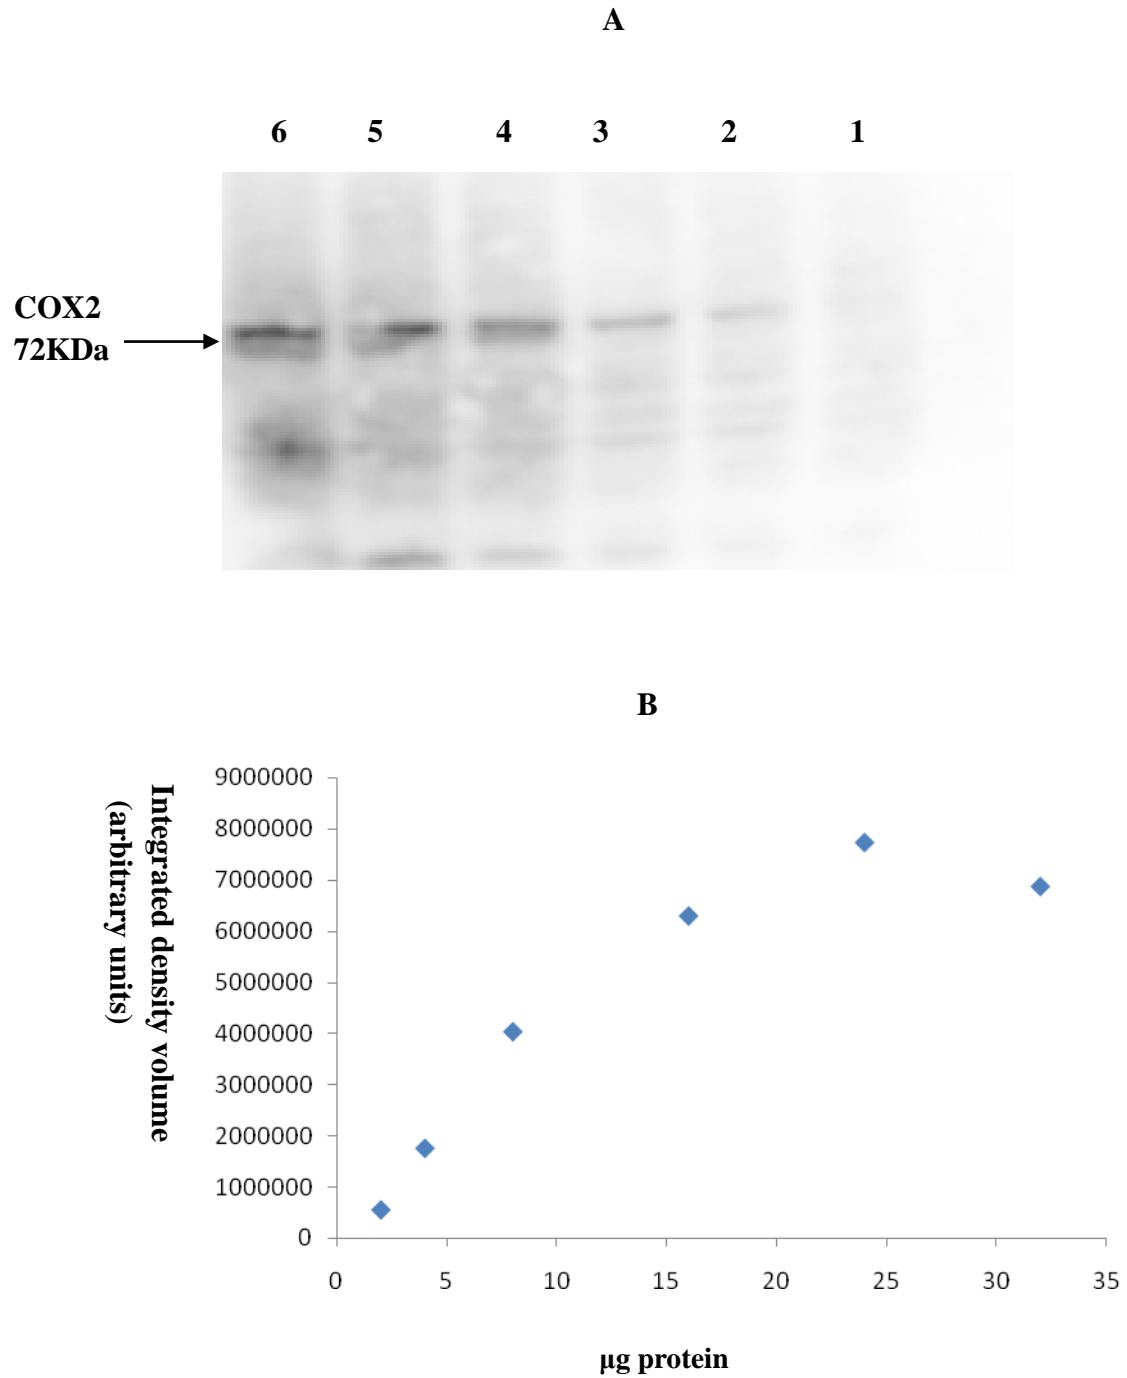 A
6 5 4 3 2 1
COX2
72KDa
B
Integrated density volume
(arbitrary units)
9000000
8000000
7000000
6000000
5000000
4000000
3000000
2000000
1000000
0
0 5 10 15 20 25 30 35
µg protein